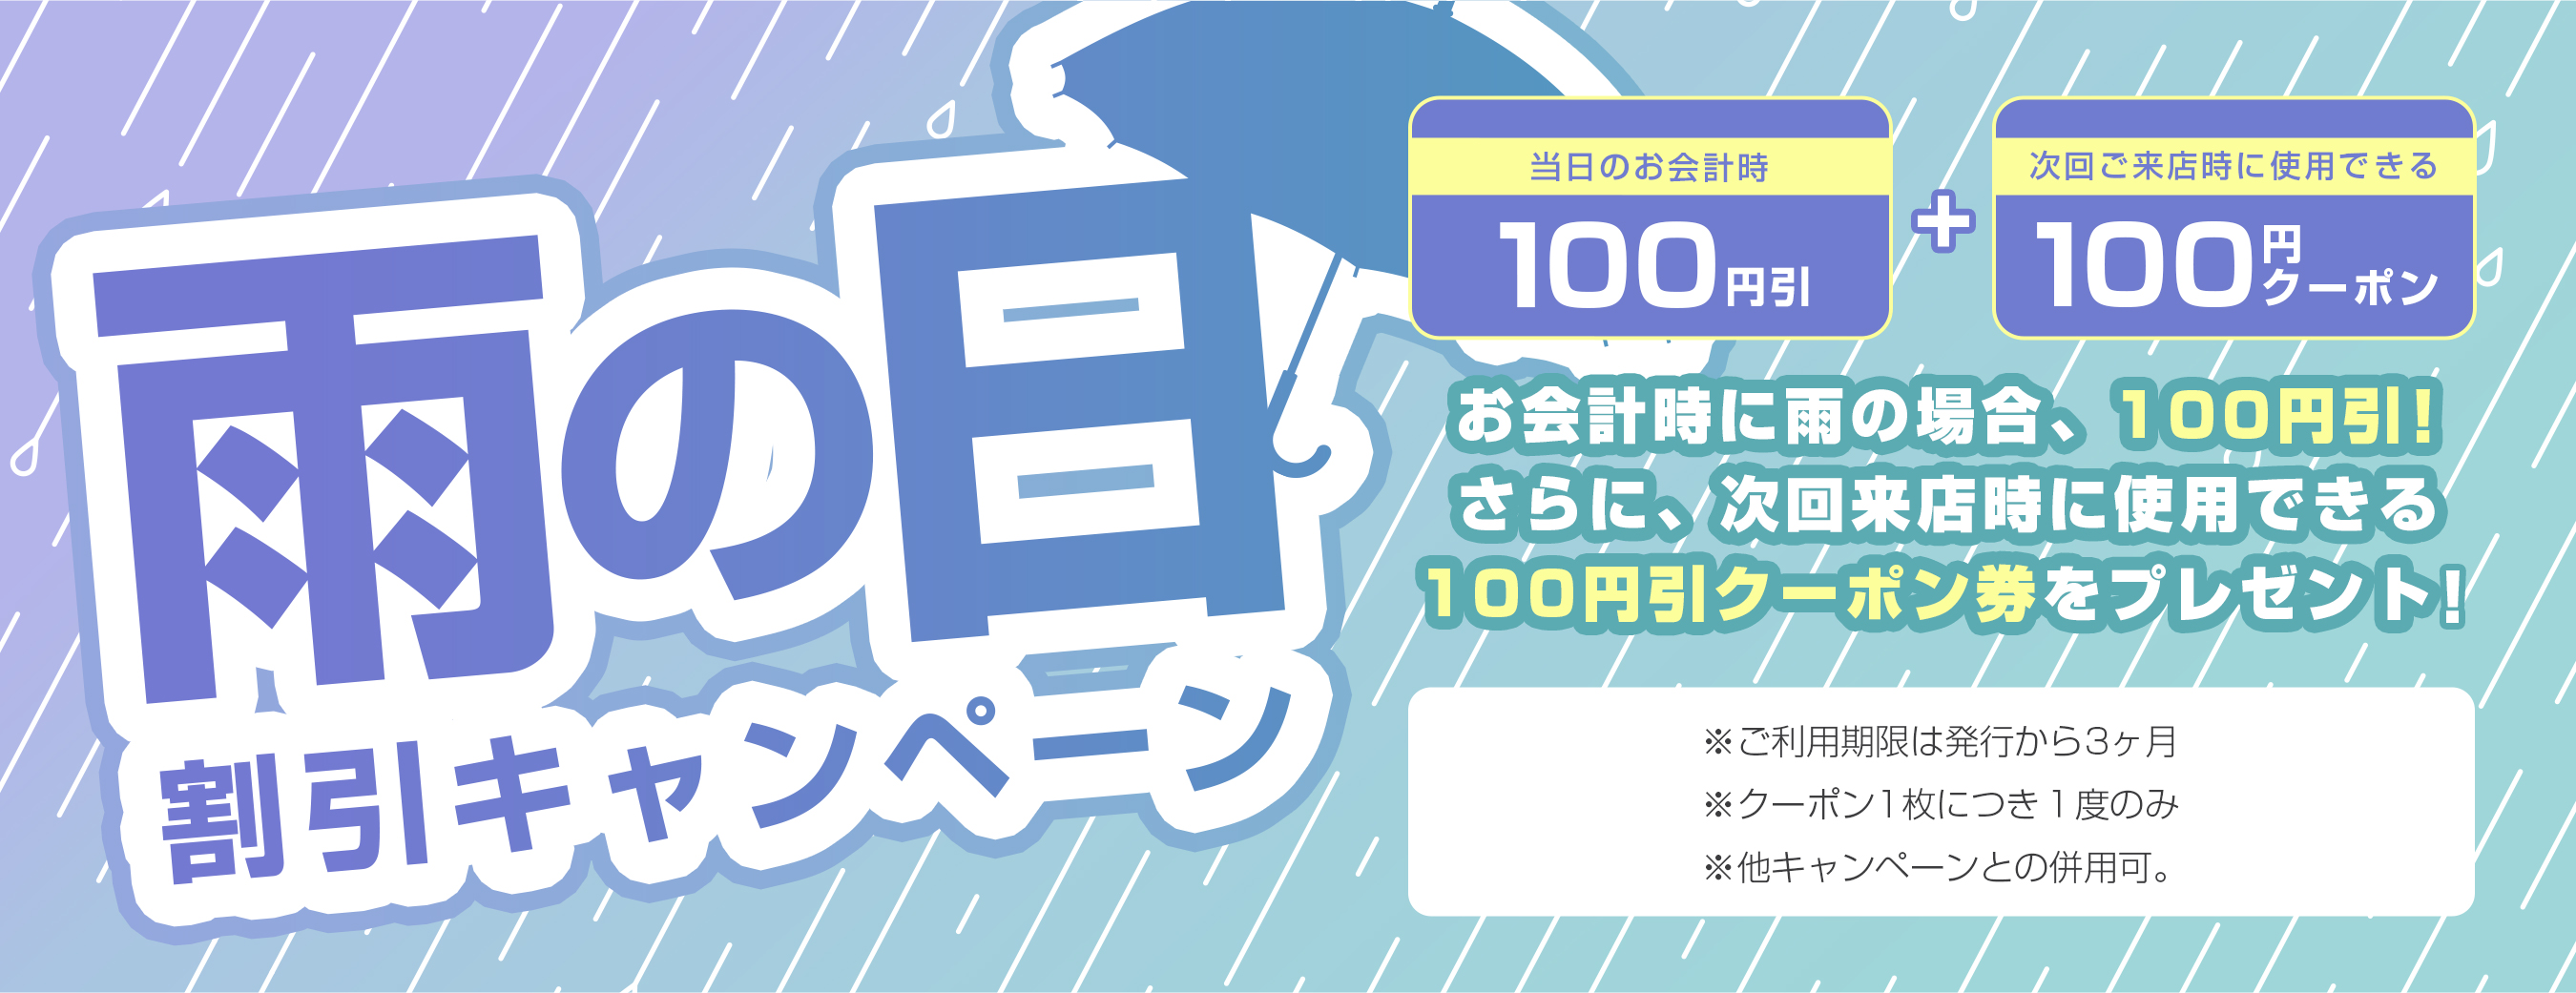 雨の日
割引キャンペーン
当日のお会計時
100円引
+
次回ご来店時に使用できる
100円クーポン
お会計時に雨の場合、100円引！
さらに、次回来店時に使用できる
100円引クーポン券をプレゼント！
※ご利用期限は発行から3ヶ月
※クーポン1枚につき1度のみ
※他キャンペーンとの併用可。